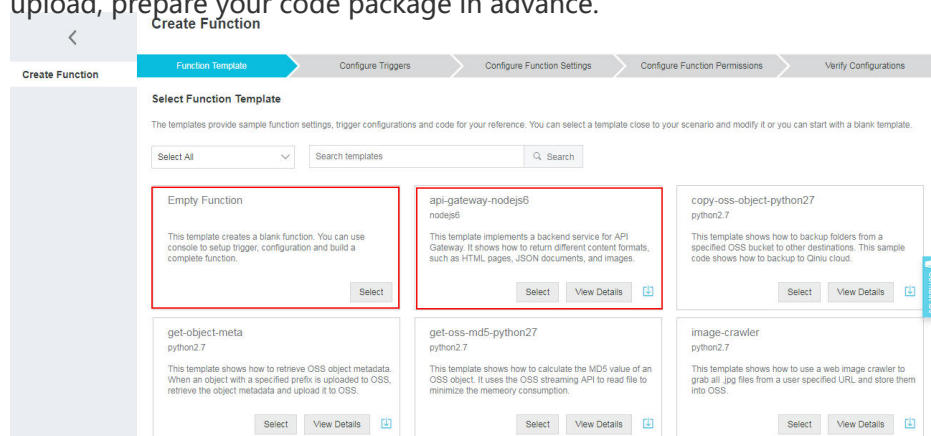 upload, prepare your code package in advance.
Create Function
Create Function
Function Template
Configure Triggers
Configure Function Settings
Configure Function Permissions
Verify Configurations
Select Function Template
The templates provide sample function settings, trigger configurations and code for your reference. You can select a template close to your scenario and modify it or you can start with a blank template.
Select All
Search templates
Search
Empty Function
This template creates a blank function. You can use
console to setup trigger, configuration and build a
complete function.
Select
api-gateway-nodejs6
nodejs6
This template implements a backend service for API
Gateway. It shows how to return different content formats,
such as HTML pages, JSON documents, and images.
Select
View Details
copy-oss-object-python27
python2.7
This template shows how to backup folders from a
specified OSS bucket to other destinations. This sample
code shows how to backup to Qiniu cloud.
Select
View Details
get-object-meta
python2.7
This template shows how to retrieve OSS object metadata.
When an object with a specified prefix is uploaded to OSS,
retrieve the object metadata and upload it to OSS.
Select
View Details
get-oss-md5-python27
python2.7
This template shows how to calculate the MD5 value of an
OSS object. It uses the OSS streaming API to read file to
minimize the memeory consumption.
Select
View Details
image-crawler
python2.7
This template shows how to use a web image crawler to
grab all .jpg files from a user specified URL and store them
into OSS.
Select
View Details